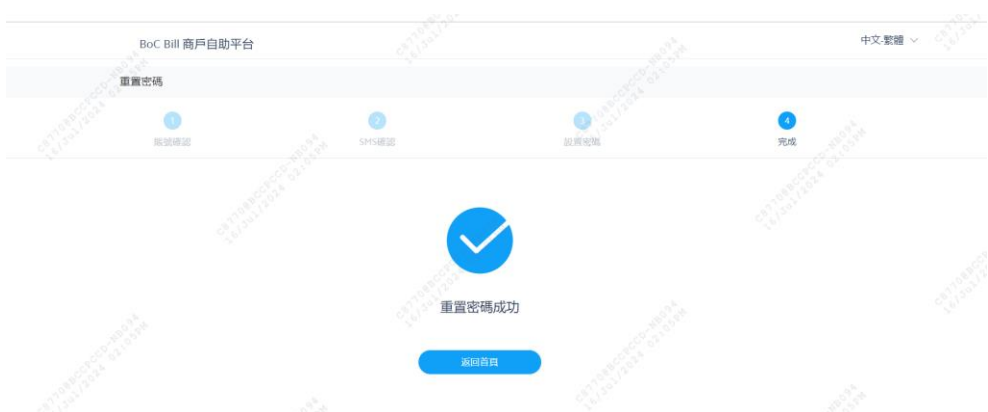 BoC Bill 商戶自助平台
中文-繁體
重置密碼
1
2
3
4
賬號確認
SMS確認
設置密碼
完成
重置密碼成功
返回首頁